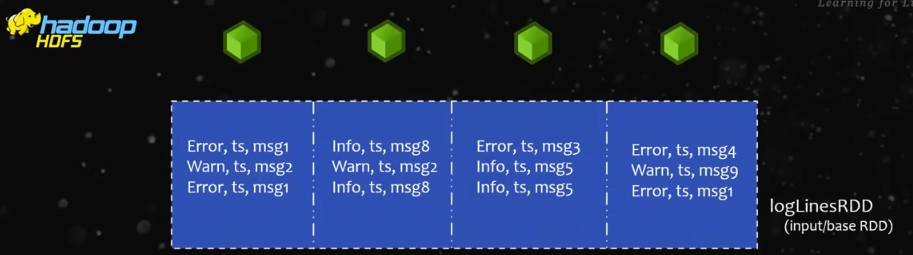 Learning for Li
hadoop
HDFS
Error, ts, msg1
Warn, ts, msg2
Error, ts, msg1
Info, ts, msg8
Warn, ts, msg2
Info, ts, msg8
Error, ts, msg3
Info, ts, msg5
Info, ts, msg5
Error, ts, msg4
Warn, ts, msg9
Error, ts, msg1
logLinesRDD
(input/base RDD)